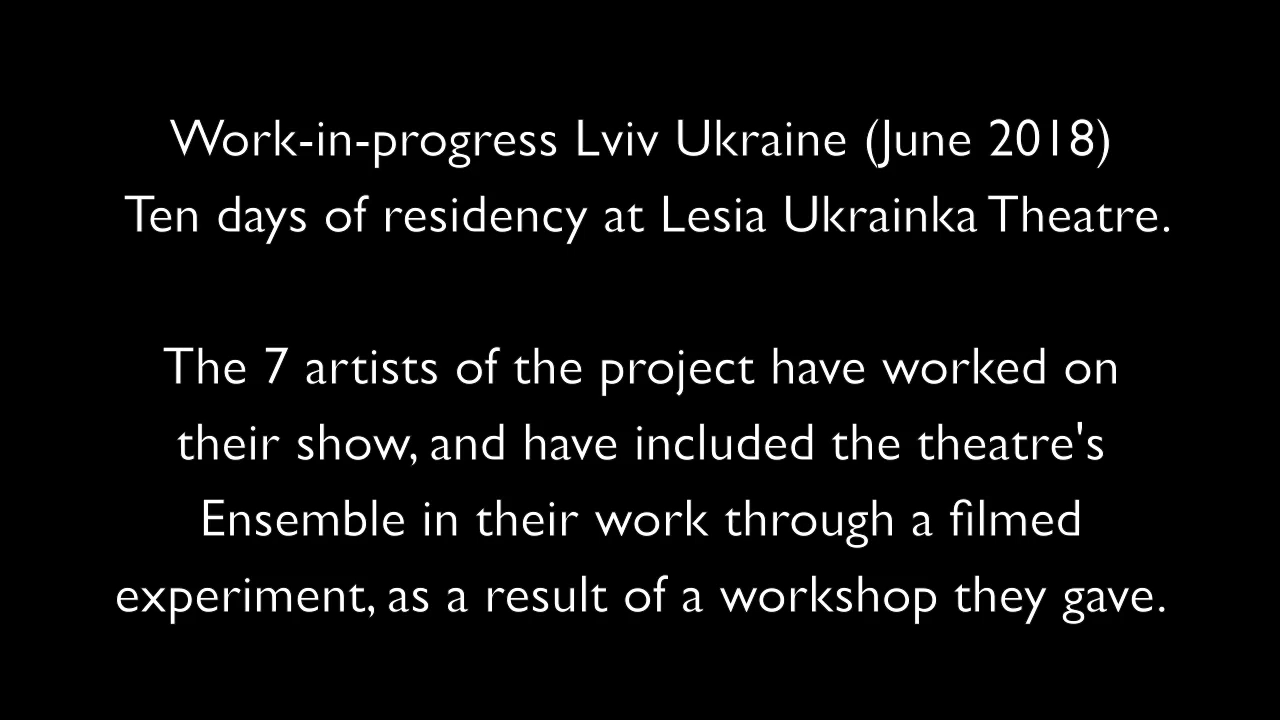 Work-in-progress Lviv Ukraine (June 2018)
Ten days of residency at Lesia Ukrainka Theatre.
The 7 artists of the project have worked on
their show, and have included the theatre's
Ensemble in their work through a filmed
experiment, as a result of a workshop they gave.